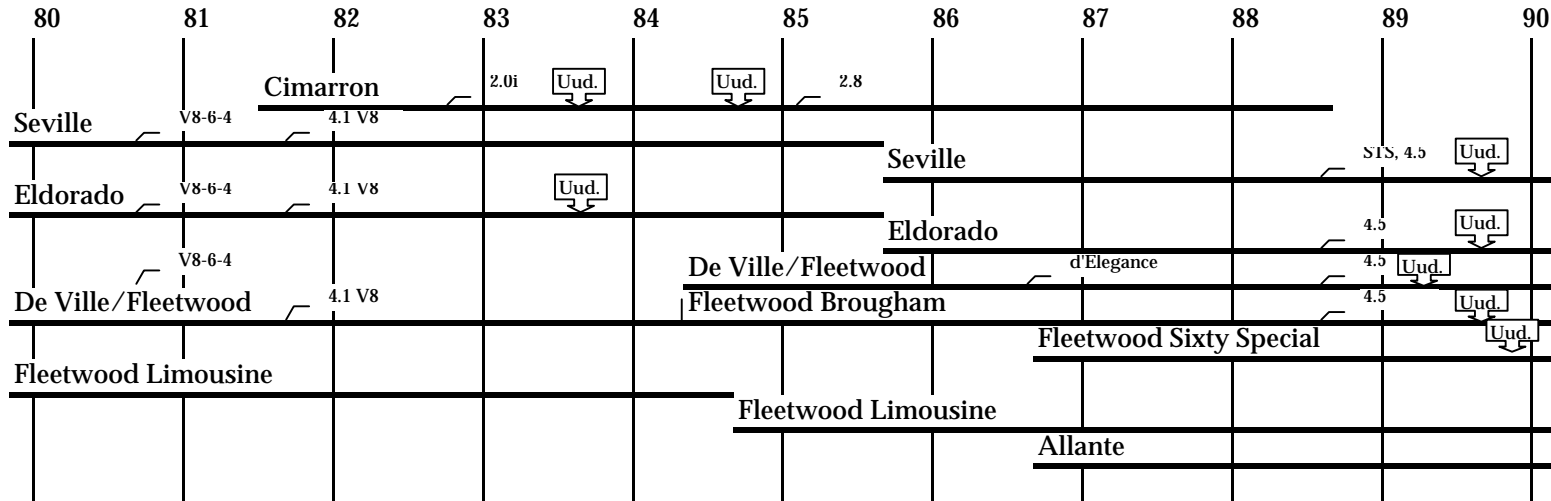 80 81 82 83 84 85 86 87 88 89 90
Cimarron 2.0i Uud. Uud. 2.8
Seville V8-6-4 4.1 V8
Seville STS, 4.5 Uud.
Eldorado V8-6-4 4.1 V8 Uud.
Eldorado 4.5 Uud.
V8-6-4
De Ville/Fleetwood d'Elegance 4.5 Uud.
De Ville/Fleetwood 4.1 V8 Fleetwood Brougham 4.5 Uud.
Fleetwood Sixty Special Uud.
Fleetwood Limousine
Fleetwood Limousine
Allante